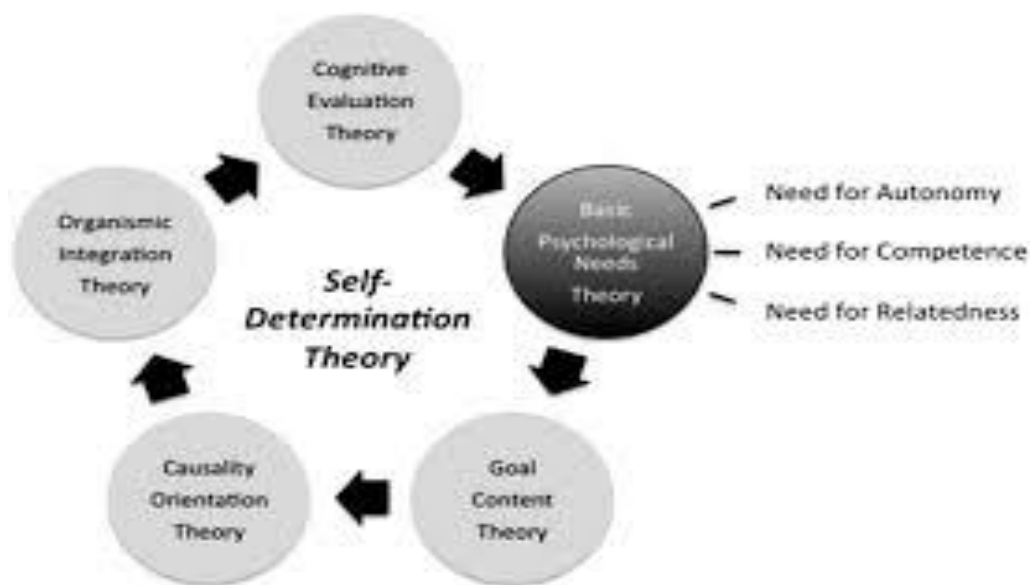 Cognitive
Evaluation
Theory
Basic
Psychological
Needs
Theory
Need for Autonomy
Need for Competence
Need for Relatedness
Organismic
Integration
Theory
Self-
Determination
Theory
Causality
Orientation
Theory
Goal
Content
Theory